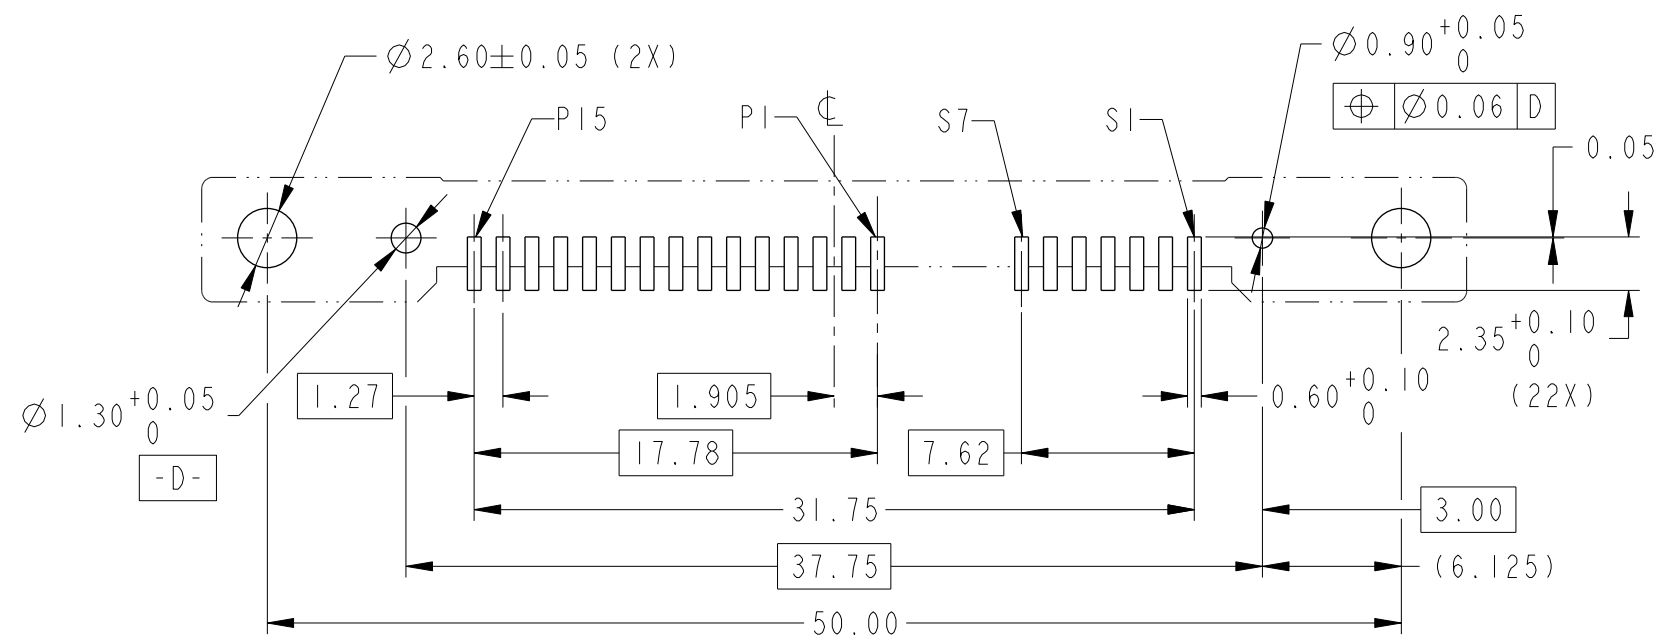 Ø2.60±0.05 (2X)
Ø0.90 +0.05
0
⌖ Ø0.06 D
P15
P1
℄
S7
S1
0.05
2.35 +0.10
0
(22X)
Ø1.30 +0.05
0
-D-
1.27
1.905
0.60 +0.10
0
17.78
7.62
31.75
3.00
37.75
(6.125)
50.00